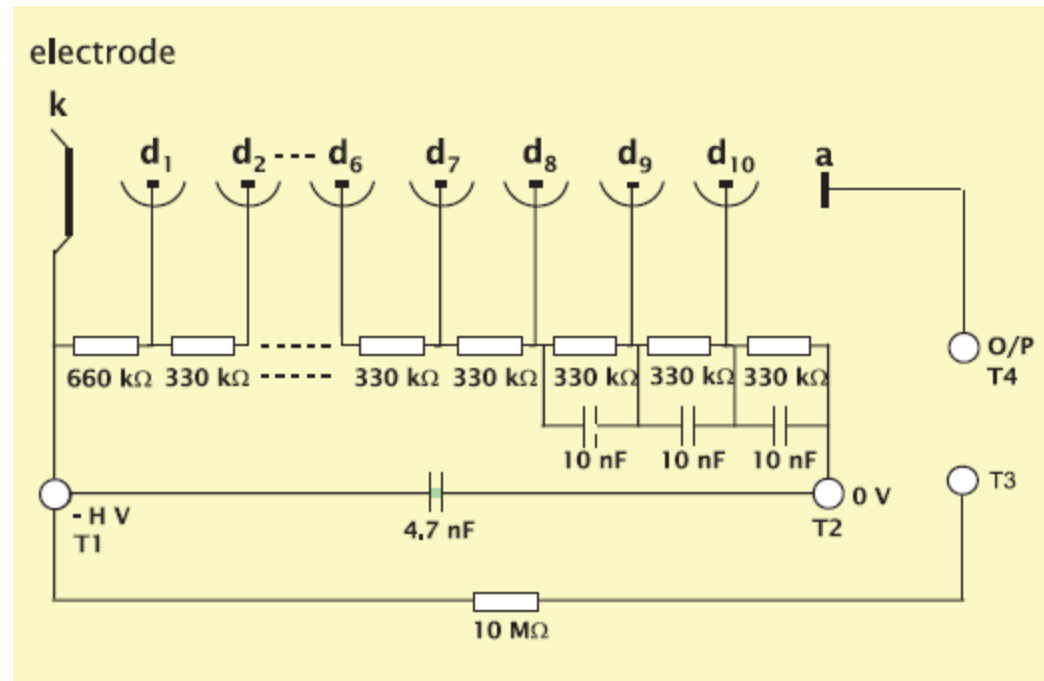 electrode
k
d1 d2 ---- d6 d7 d8 d9 d10 a
660 kΩ 330 kΩ ----- 330 kΩ 330 kΩ 330 kΩ 330 kΩ 330 kΩ
O/P
T4
10 nF 10 nF 10 nF
T3
- H V
T1
4.7 nF
0 V
T2
10 MΩ